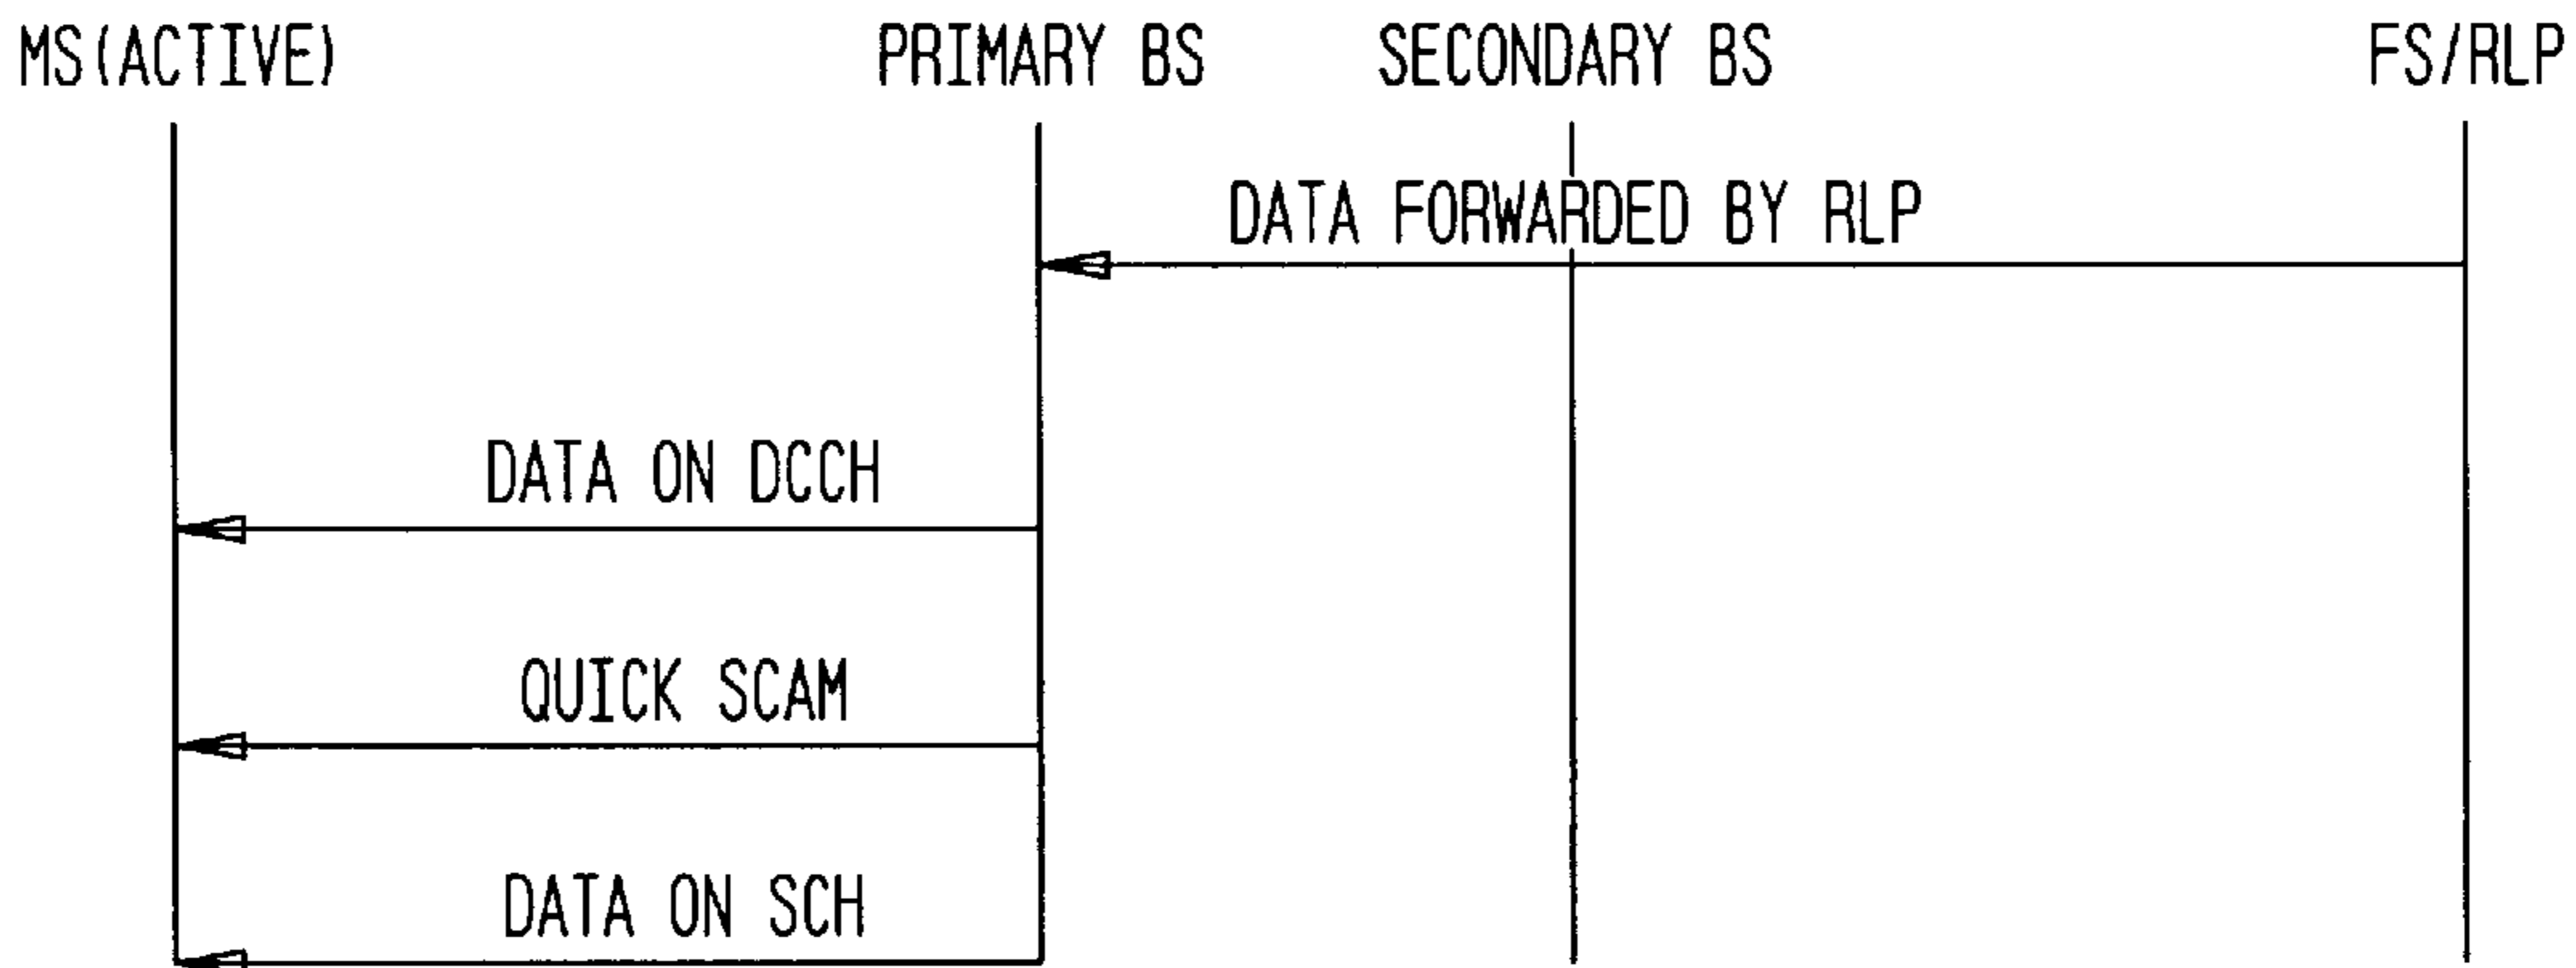 MS(ACTIVE) PRIMARY BS SECONDARY BS FS/RLP
DATA FORWARDED BY RLP
DATA ON DCCH
QUICK SCAM
DATA ON SCH